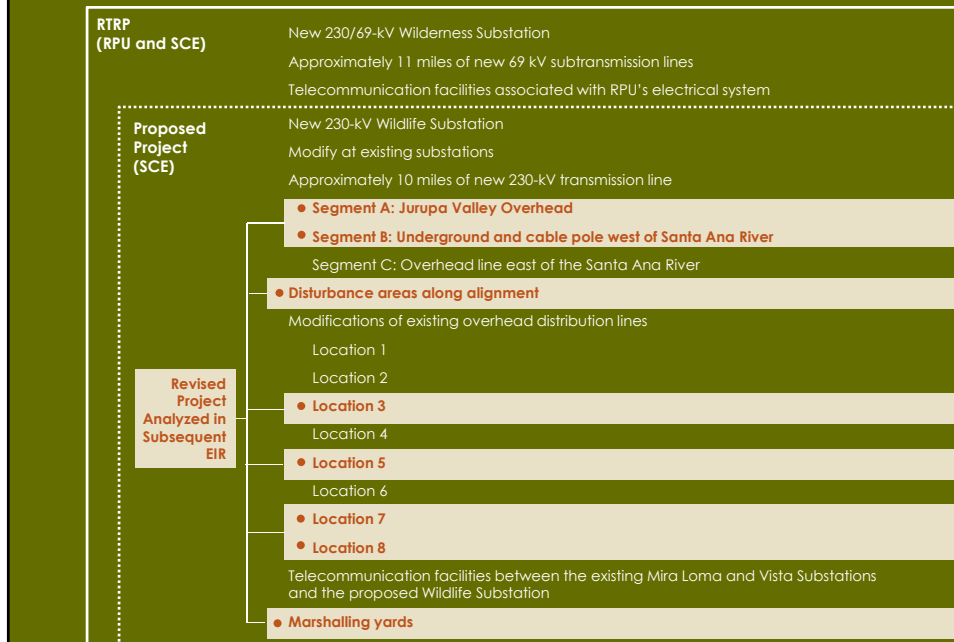 RTRP
(RPU and SCE)
New 230/69-kV Wilderness Substation
Approximately 11 miles of new 69 kV subtransmission lines
Telecommunication facilities associated with RPU's electrical system
Proposed
Project
(SCE)
New 230-kV Wildlife Substation
Modify at existing substations
Approximately 10 miles of new 230-kV transmission line
• Segment A: Jurupa Valley Overhead
• Segment B: Underground and cable pole west of Santa Ana River
Segment C: Overhead line east of the Santa Ana River
• Disturbance areas along alignment
Modifications of existing overhead distribution lines
Location 1
Location 2
Revised
Project
Analyzed in
Subsequent
EIR
• Location 3
Location 4
• Location 5
Location 6
• Location 7
• Location 8
Telecommunication facilities between the existing Mira Loma and Vista Substations
and the proposed Wildlife Substation
• Marshalling yards